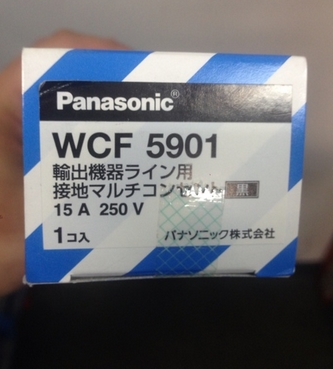 Panasonic®
WCF 5901
輸出機器ライン用
接地マルチコンセント 黒
15 A 250 V
1コ入
パナソニック株式会社